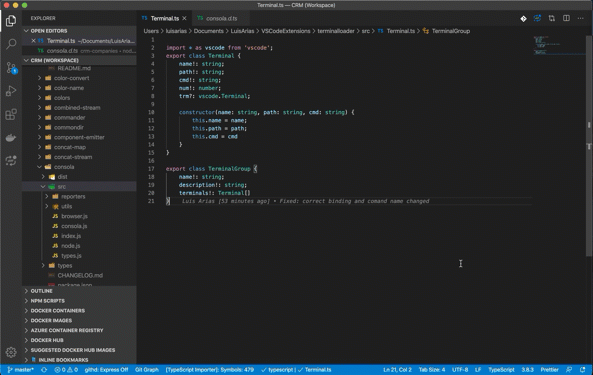 Terminal.ts — CRM (Workspace)
EXPLORER
OPEN EDITORS
TS Terminal.ts ~/Documents/LuisAria...
TS consola.d.ts crm-companies • nod...
CRM (WORKSPACE)
README.md
color-convert
color-name
colors
combined-stream
commander
commondir
component-emitter
concat-map
concat-stream
consola
dist
src
reporters
utils
JS browser.js
JS consola.js
JS index.js
JS node.js
JS types.js
types
CHANGELOG.md
package.json
OUTLINE
NPM SCRIPTS
DOCKER CONTAINERS
DOCKER IMAGES
AZURE CONTAINER REGISTRY
DOCKER HUB
SUGGESTED DOCKER HUB IMAGES
INLINE BOOKMARKS
TS Terminal.ts
TS consola.d.ts
Users › luisarias › Documents › LuisArias › VSCodeExtensions › terminalloader › src › TS Terminal.ts › TerminalGroup
1
2 import * as vscode from 'vscode';
3 export class Terminal {
4 name!: string;
5 path!: string;
6 cmd!: string;
7 num!: number;
8 trm?: vscode.Terminal;
9
10 constructor(name: string, path: string, cmd: string) {
11 this.name = name;
12 this.path = path;
13 this.cmd = cmd
14 }
15 }
16
17 export class TerminalGroup {
18 name!: string;
19 description!: string;
20 terminals!: Terminal[]
21 } Luis Arias [53 minutes ago] • Fixed: correct binding and comand name changed
master* 0 0 githd: Express Off Git Graph [TypeScript Importer]: Symbols: 479 typescript | Terminal.ts Ln 21, Col 2 Tab Size: 4 UTF-8 LF TypeScript 3.8.3 Prettier